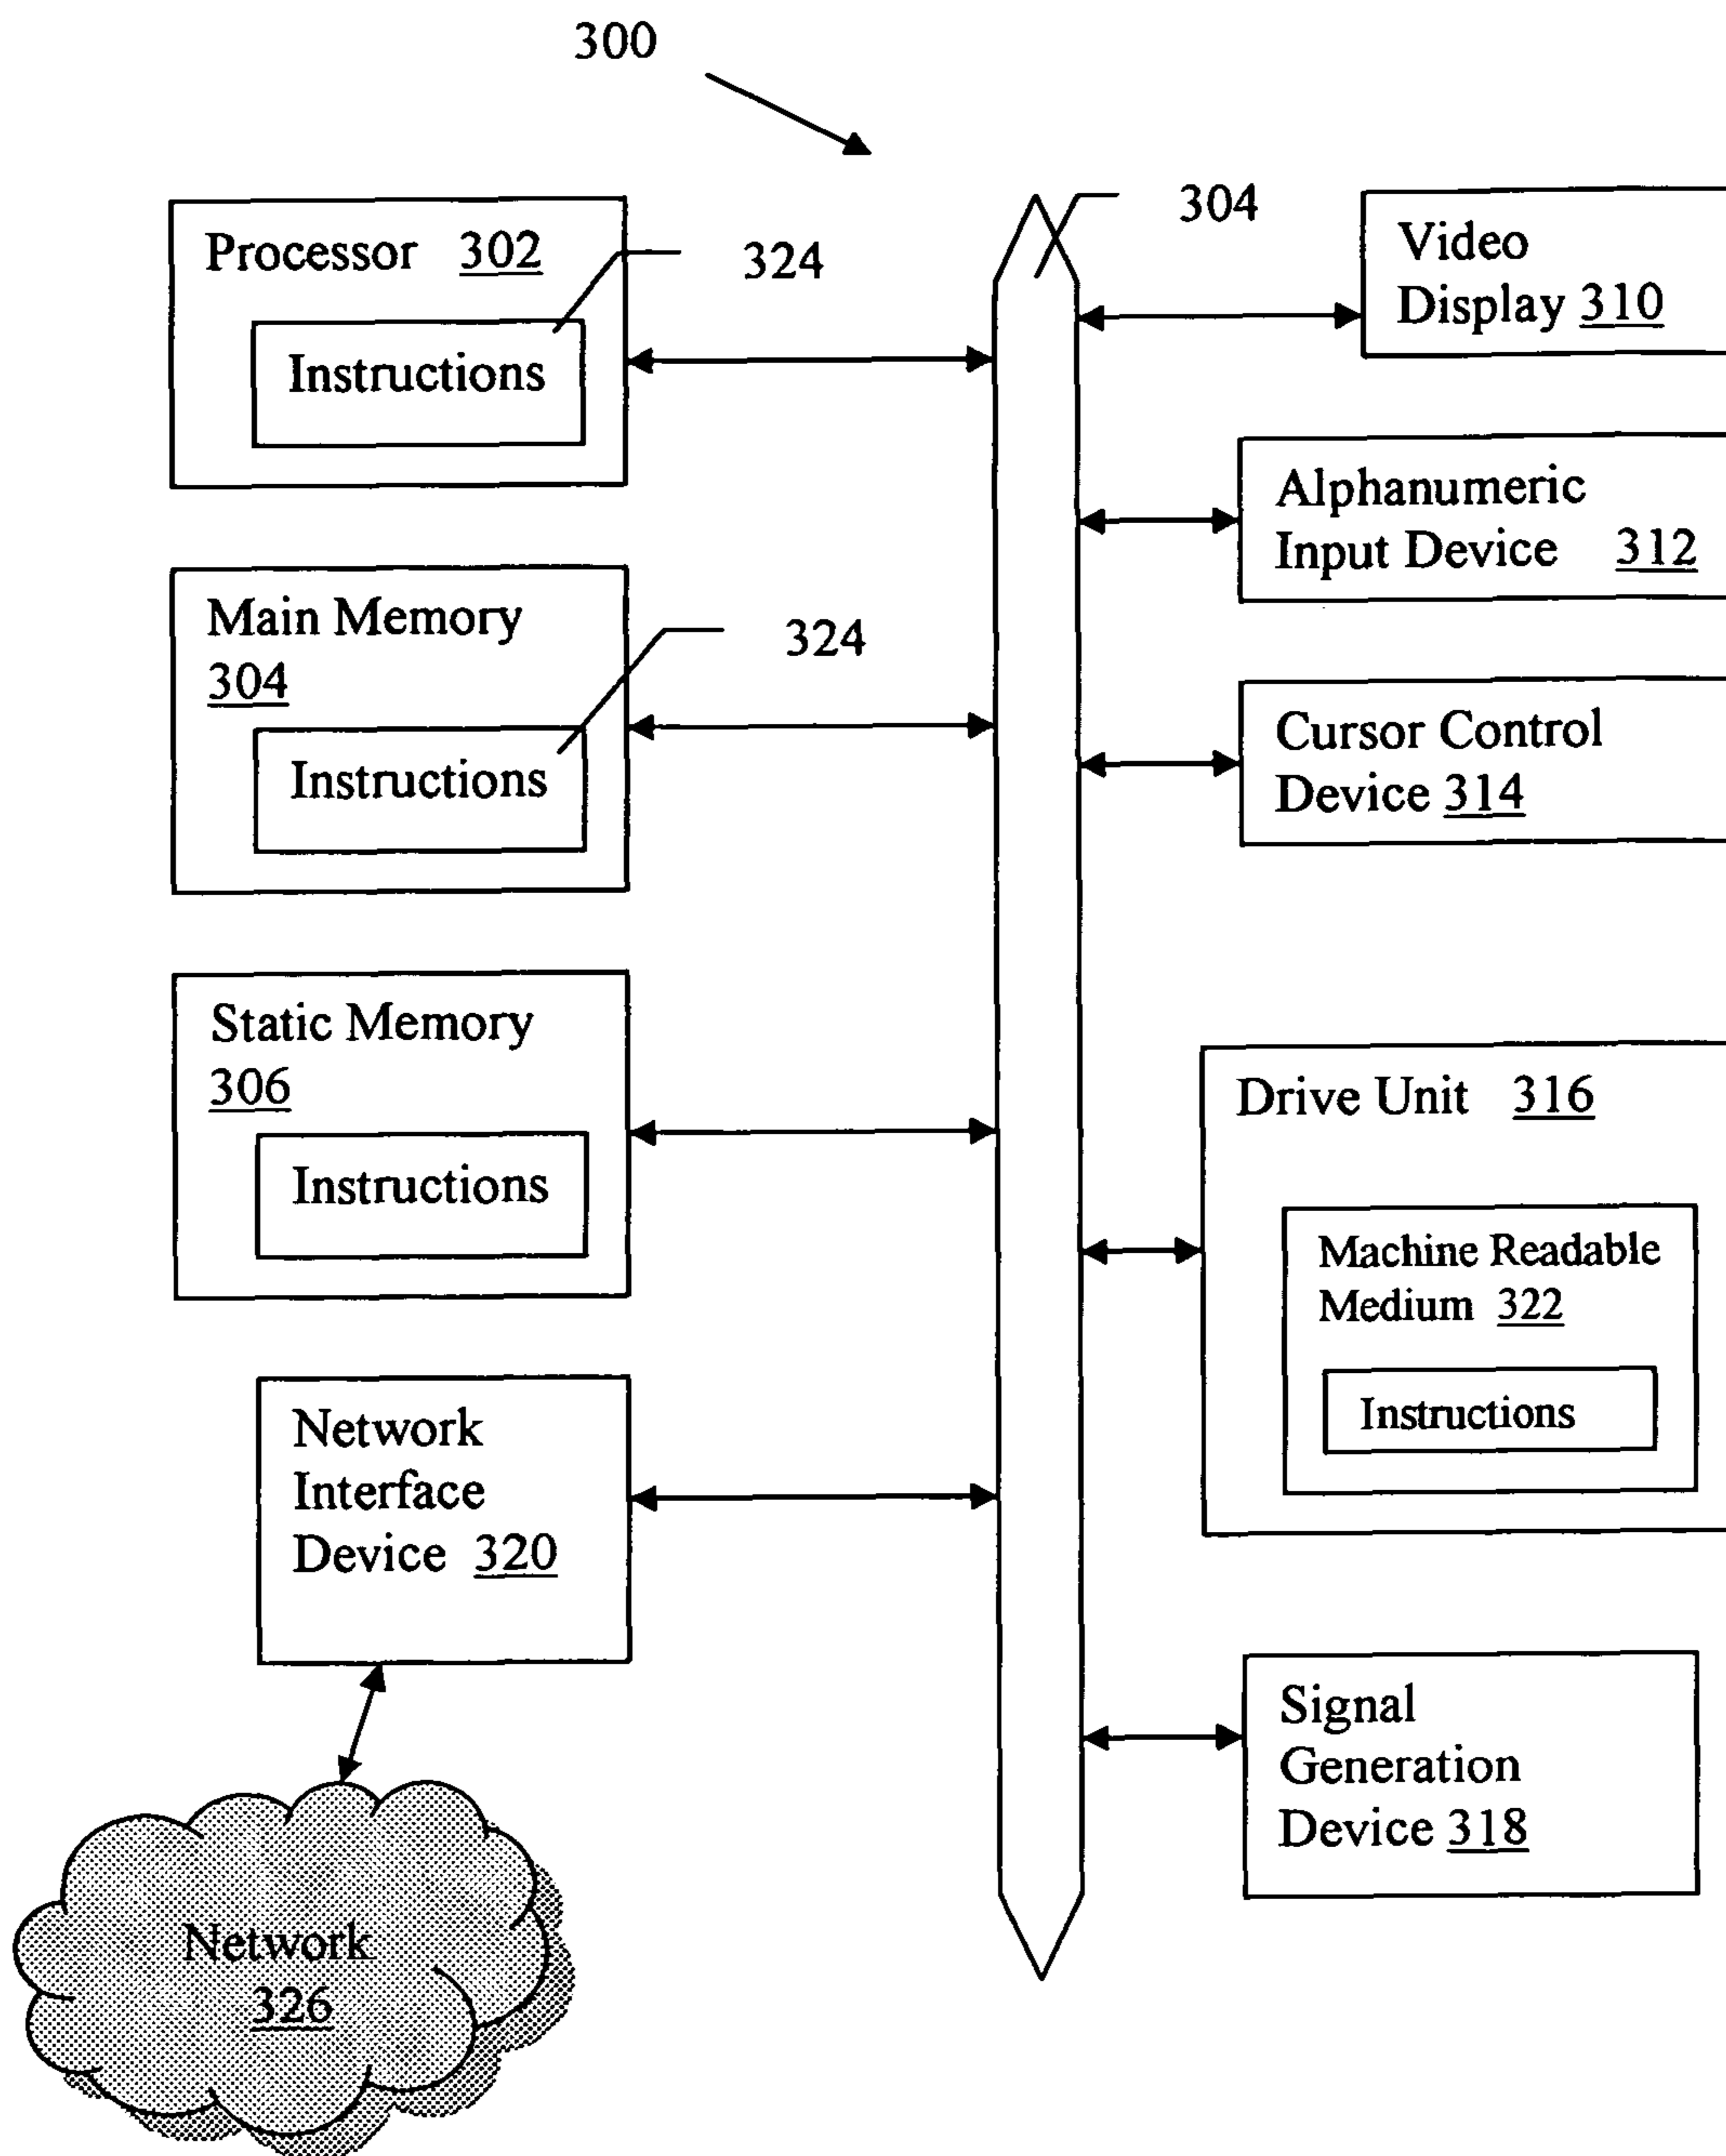 300
Processor 302
324
Instructions
Main Memory
304
324
Instructions
Static Memory
306
Instructions
Network
Interface
Device 320
Network
326
304
Video
Display 310
Alphanumeric
Input Device 312
Cursor Control
Device 314
Drive Unit 316
Machine Readable
Medium 322
Instructions
Signal
Generation
Device 318